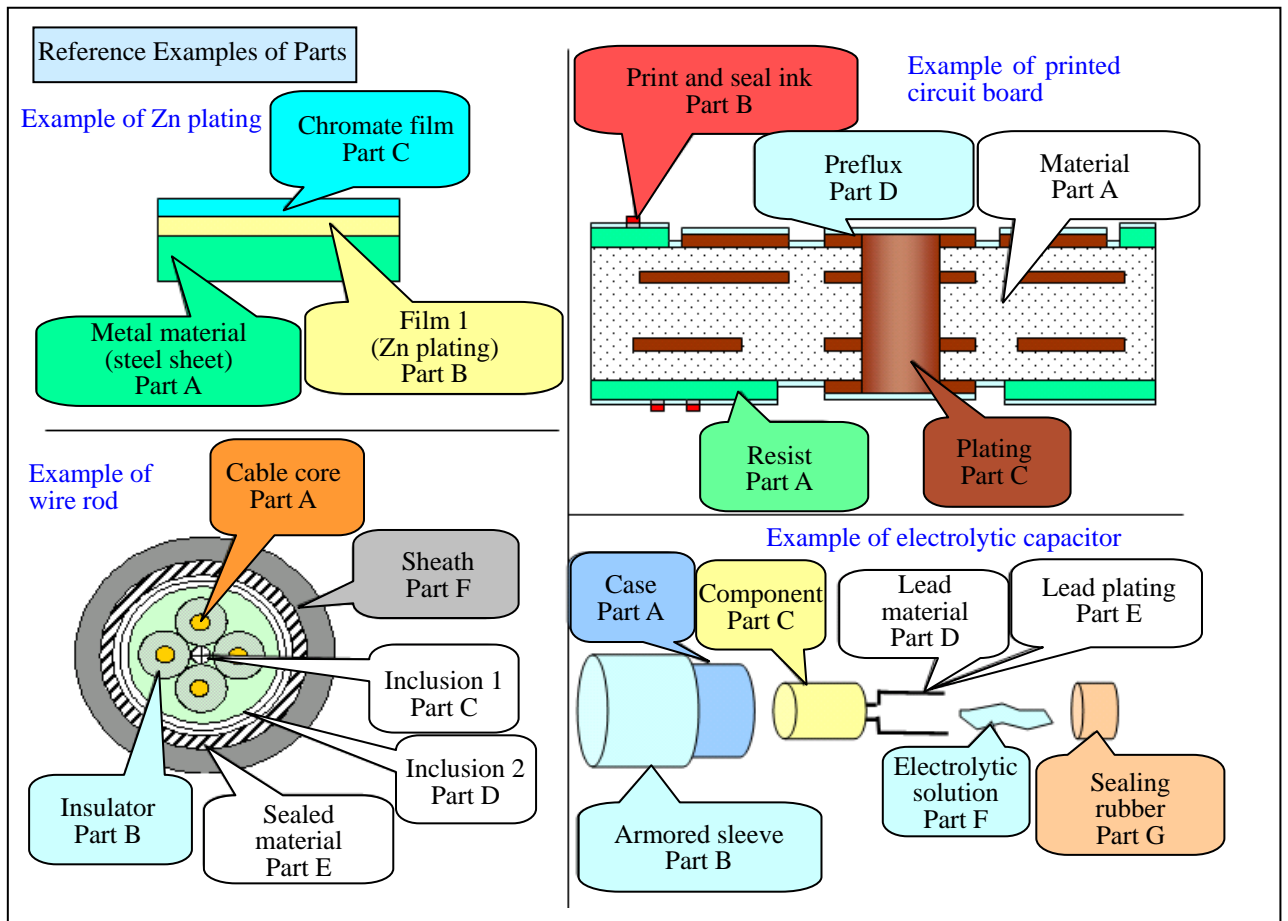 Reference Examples of Parts
Example of Zn plating
Chromate film
Part C
Metal material
(steel sheet)
Part A
Film 1
(Zn plating)
Part B
Example of printed
circuit board
Print and seal ink
Part B
Preflux
Part D
Material
Part A
Resist
Part A
Plating
Part C
Example of
wire rod
Cable core
Part A
Sheath
Part F
Inclusion 1
Part C
Inclusion 2
Part D
Insulator
Part B
Sealed
material
Part E
Example of electrolytic capacitor
Case
Part A
Component
Part C
Lead
material
Part D
Lead plating
Part E
Armored sleeve
Part B
Electrolytic
solution
Part F
Sealing
rubber
Part G